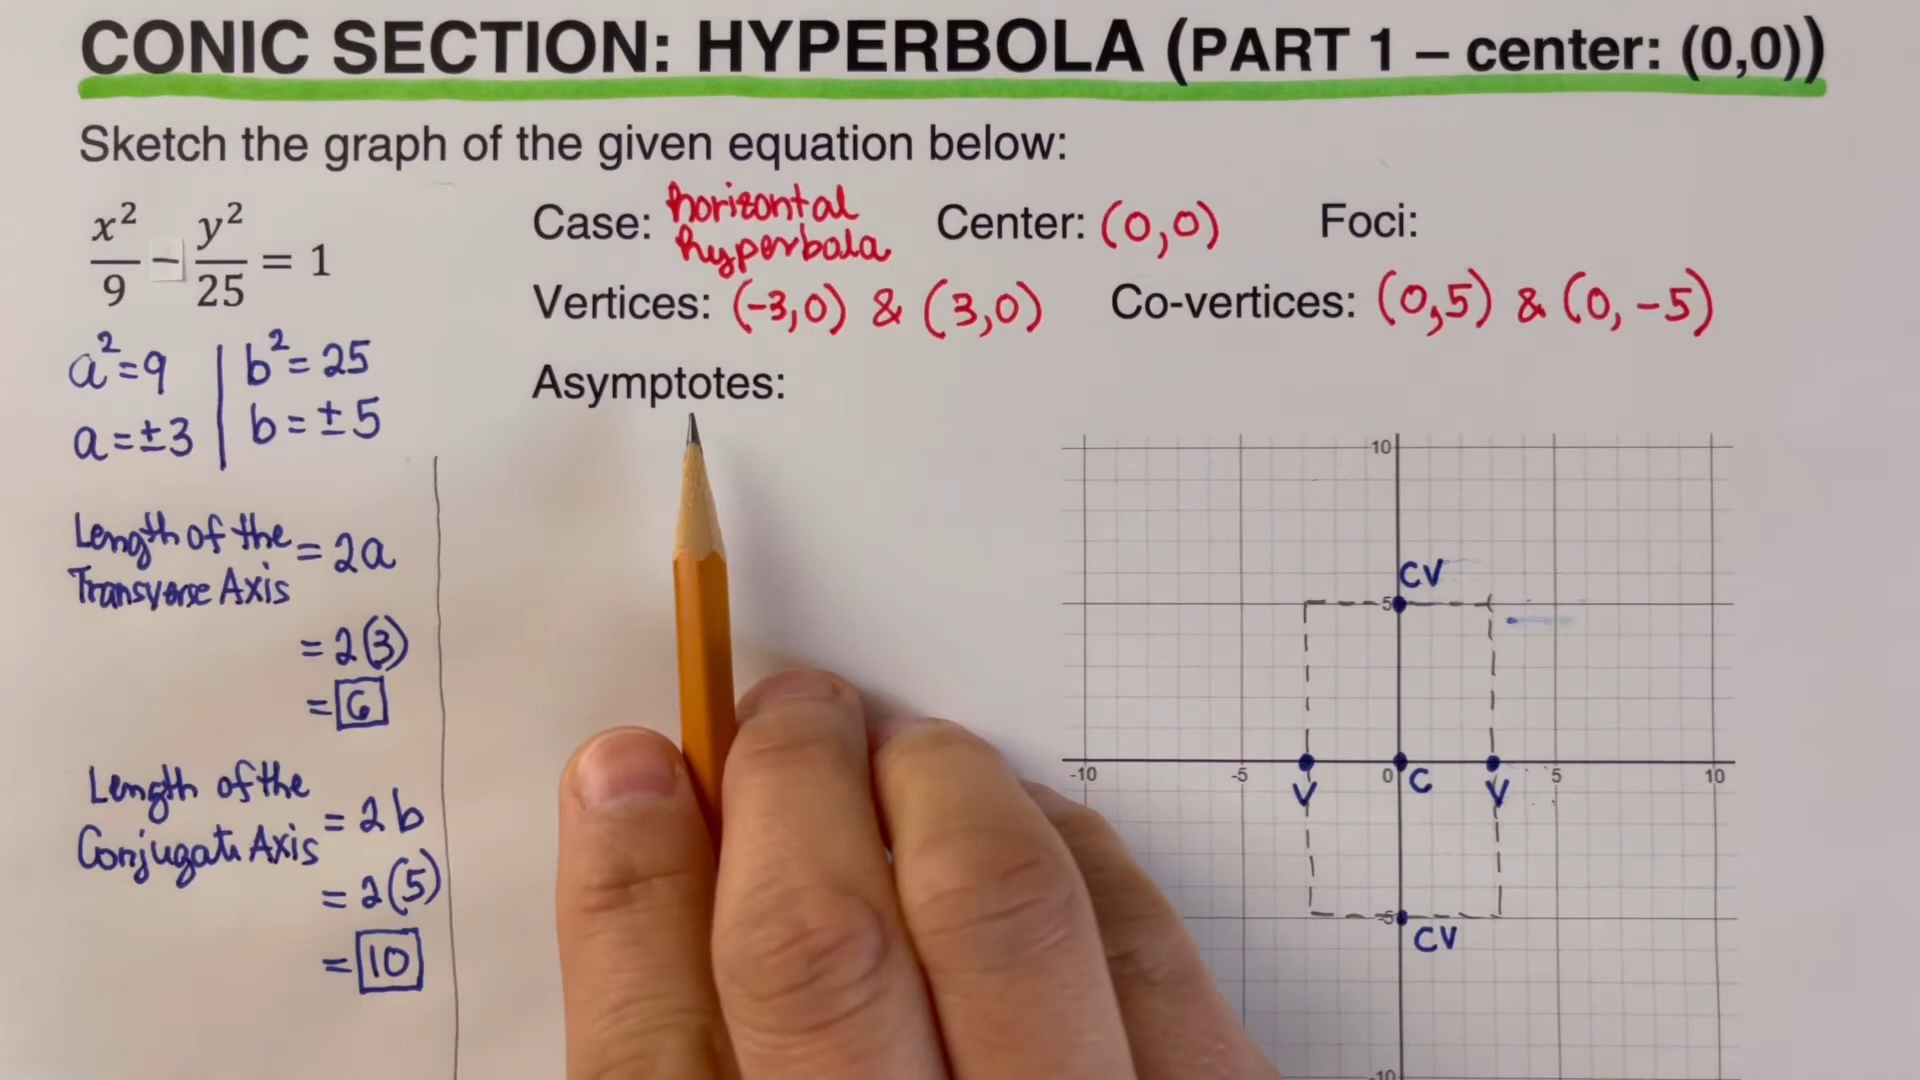 CONIC SECTION: HYPERBOLA (PART 1 – center: (0,0))
Sketch the graph of the given equation below:
x²/9 − y²/25 = 1
Case: horizontal hyperbola Center: (0,0) Foci:
Vertices: (-3,0) & (3,0) Co-vertices: (0,5) & (0,-5)
Asymptotes:
a²=9 | b²=25
a=±3 | b=±5
Length of the Transverse Axis = 2a
= 2(3)
= 6
Length of the Conjugate Axis = 2b
= 2(5)
= 10
10
CV
5
-10 -5 0 C 5 10
V V
-5
CV
-10